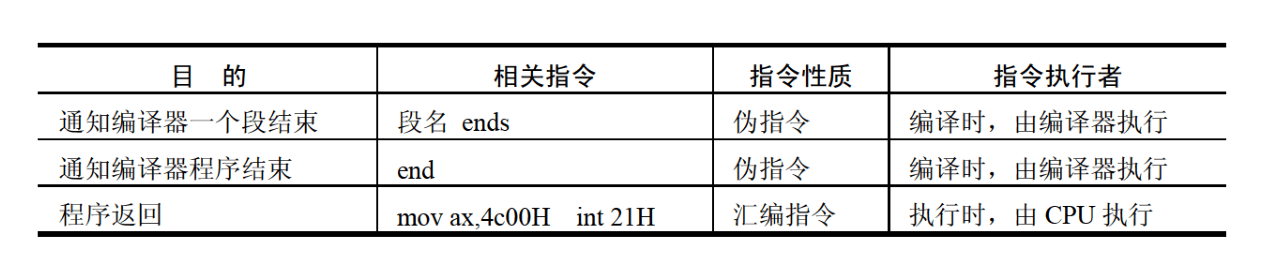 目 的 相关指令 指令性质 指令执行者
通知编译器一个段结束 段名 ends 伪指令 编译时，由编译器执行
通知编译器程序结束 end 伪指令 编译时，由编译器执行
程序返回 mov ax,4c00H int 21H 汇编指令 执行时，由 CPU 执行